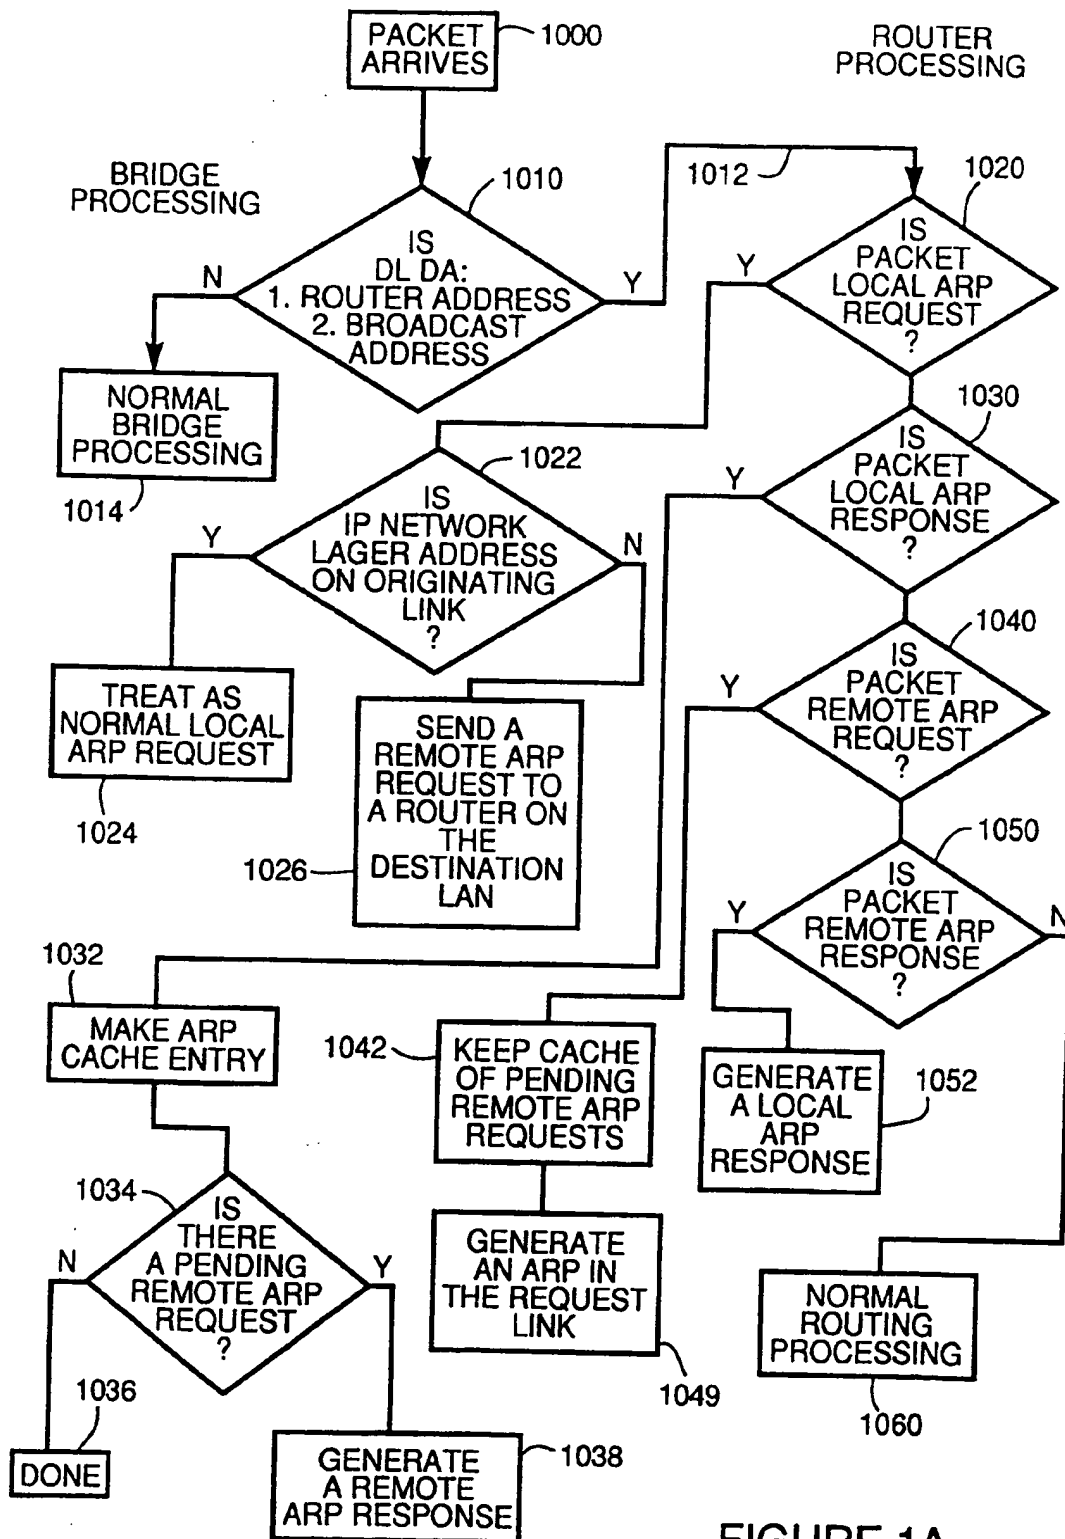 PACKET
ARRIVES
1000
ROUTER
PROCESSING
BRIDGE
PROCESSING
1010
IS
DL DA:
1. ROUTER ADDRESS
2. BROADCAST
ADDRESS
N
Y
1012
1020
IS
PACKET
LOCAL ARP
REQUEST
?
Y
NORMAL
BRIDGE
PROCESSING
1014
1022
IS
IP NETWORK
LAGER ADDRESS
ON ORIGINATING
LINK
?
Y
N
1030
IS
PACKET
LOCAL ARP
RESPONSE
?
Y
TREAT AS
NORMAL LOCAL
ARP REQUEST
1024
SEND A
REMOTE ARP
REQUEST TO
A ROUTER ON
THE
DESTINATION
LAN
1026
1040
IS
PACKET
REMOTE ARP
REQUEST
?
Y
1050
IS
PACKET
REMOTE ARP
RESPONSE
?
Y
N
1032
MAKE ARP
CACHE ENTRY
1042
KEEP CACHE
OF PENDING
REMOTE ARP
REQUESTS
GENERATE
A LOCAL
ARP
RESPONSE
1052
1034
IS
THERE
A PENDING
REMOTE ARP
REQUEST
?
N
Y
GENERATE
AN ARP IN
THE REQUEST
LINK
1049
NORMAL
ROUTING
PROCESSING
1060
1036
DONE
GENERATE
A REMOTE
ARP RESPONSE
1038
FIGURE 1A